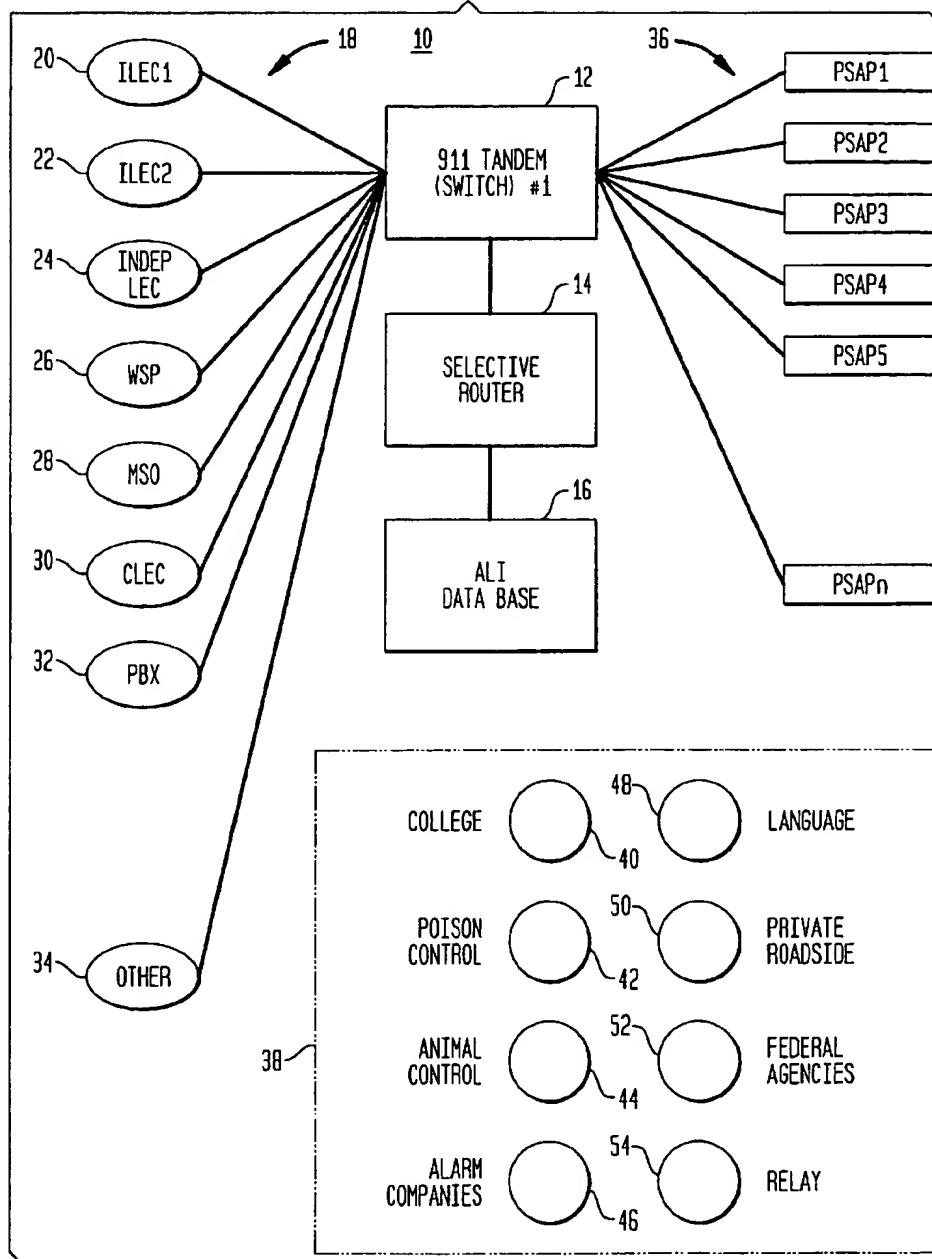 18
10
36
20
ILEC1
12
PSAP1
911 TANDEM
(SWITCH) #1
22
ILEC2
PSAP2
PSAP3
24
INDEP
LEC
14
PSAP4
SELECTIVE
ROUTER
PSAP5
26
WSP
28
MSO
16
ALI
DATA BASE
30
CLEC
PSAPn
32
PBX
34
OTHER
38
COLLEGE
40
48
LANGUAGE
POISON
CONTROL
42
50
PRIVATE
ROADSIDE
ANIMAL
CONTROL
44
52
FEDERAL
AGENCIES
ALARM
COMPANIES
46
54
RELAY